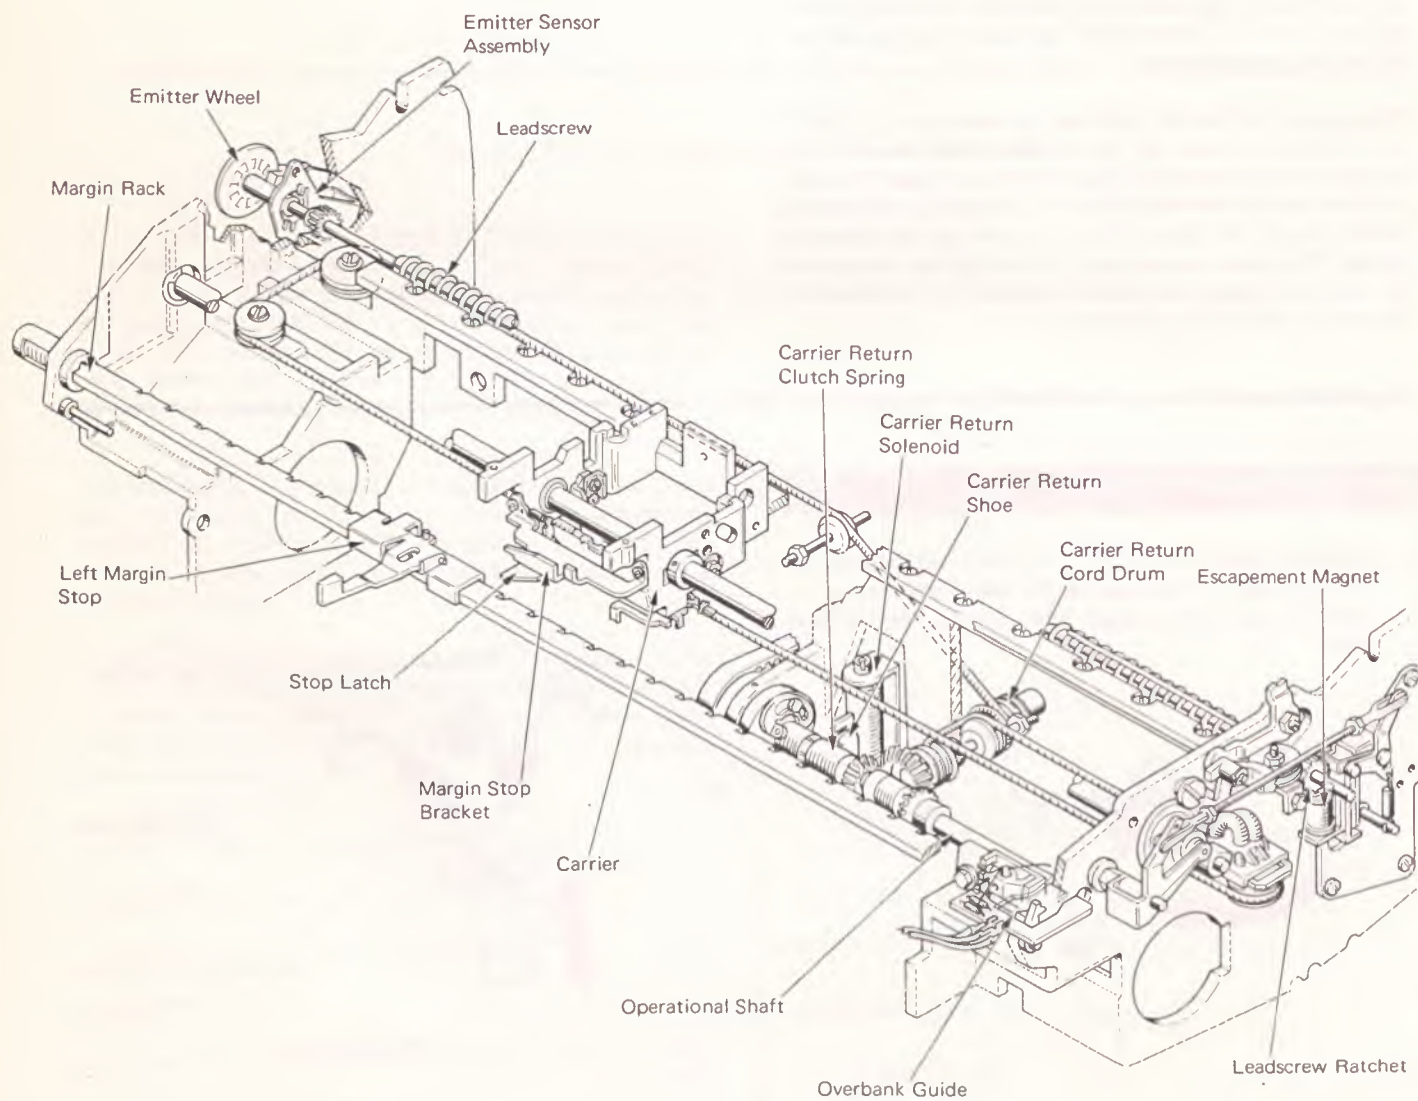 Emitter Sensor
Assembly
Emitter Wheel
Leadscrew
Margin Rack
Carrier Return
Clutch Spring
Carrier Return
Solenoid
Carrier Return
Shoe
Carrier Return
Cord Drum
Escapement Magnet
Left Margin
Stop
Stop Latch
Margin Stop
Bracket
Carrier
Operational Shaft
Leadscrew Ratchet
Overbank Guide